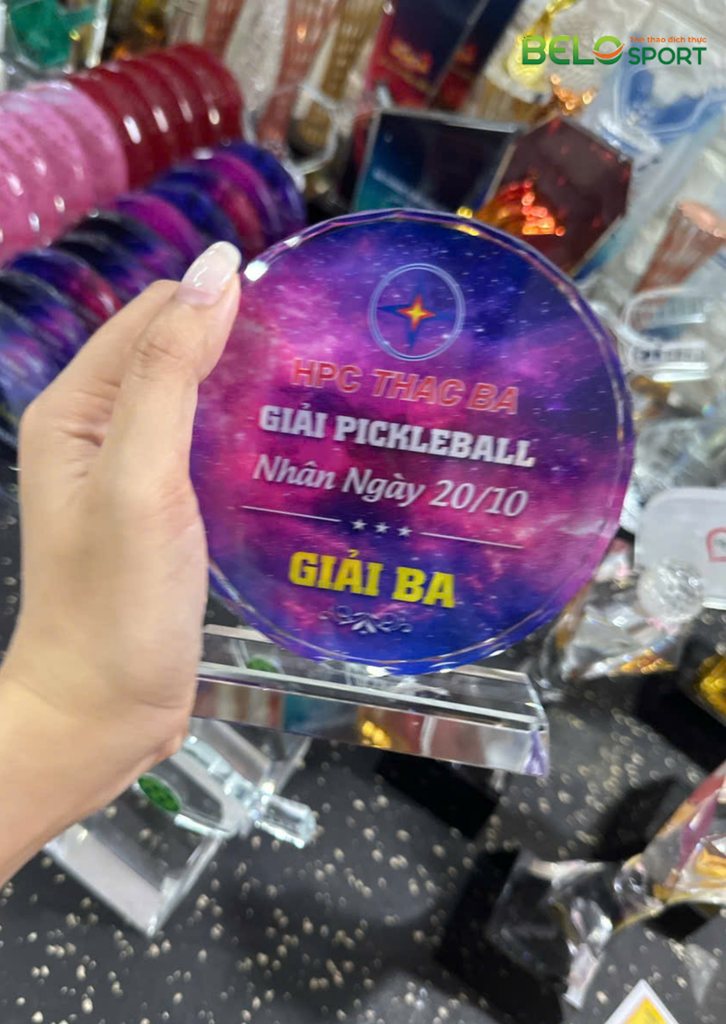 BELO SPORT
HPC THAC BA
GIẢI PICKLEBALL
Nhân Ngày 20/10
GIẢI BA